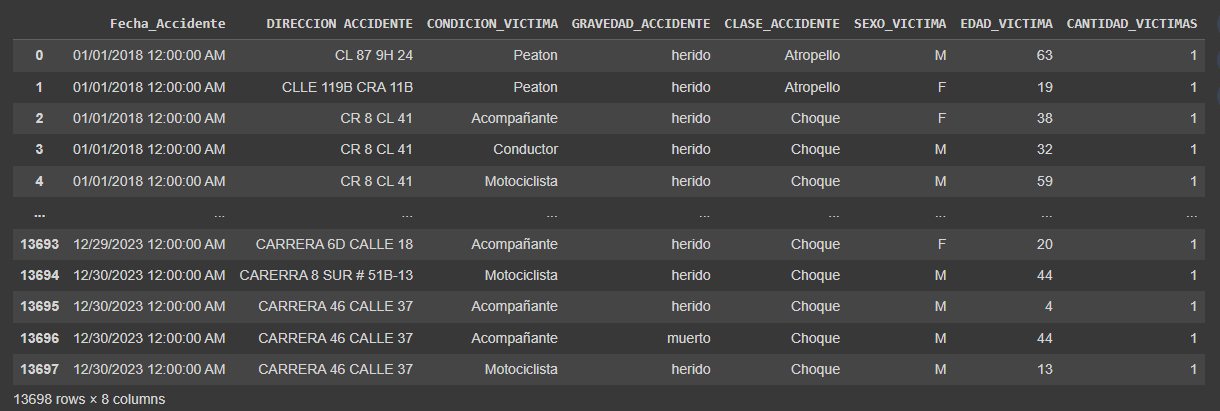 Fecha_Accidente DIRECCION ACCIDENTE CONDICION_VICTIMA GRAVEDAD_ACCIDENTE CLASE_ACCIDENTE SEXO_VICTIMA EDAD_VICTIMA CANTIDAD_VICTIMAS
0 01/01/2018 12:00:00 AM CL 87 9H 24 Peaton herido Atropello M 63 1
1 01/01/2018 12:00:00 AM CLLE 119B CRA 11B Peaton herido Atropello F 19 1
2 01/01/2018 12:00:00 AM CR 8 CL 41 Acompañante herido Choque F 38 1
3 01/01/2018 12:00:00 AM CR 8 CL 41 Conductor herido Choque M 32 1
4 01/01/2018 12:00:00 AM CR 8 CL 41 Motociclista herido Choque M 59 1
... ... ... ... ... ... ... ... ...
13693 12/29/2023 12:00:00 AM CARRERA 6D CALLE 18 Acompañante herido Choque F 20 1
13694 12/30/2023 12:00:00 AM CARERRA 8 SUR # 51B-13 Motociclista herido Choque M 44 1
13695 12/30/2023 12:00:00 AM CARRERA 46 CALLE 37 Acompañante herido Choque M 4 1
13696 12/30/2023 12:00:00 AM CARRERA 46 CALLE 37 Acompañante muerto Choque M 44 1
13697 12/30/2023 12:00:00 AM CARRERA 46 CALLE 37 Motociclista herido Choque M 13 1
13698 rows × 8 columns